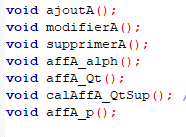 void ajoutA();
void modifierA();
void supprimerA();
void affA_alph();
void affA_Qt();
void calAffA_QtSup(); /
void affA_p();